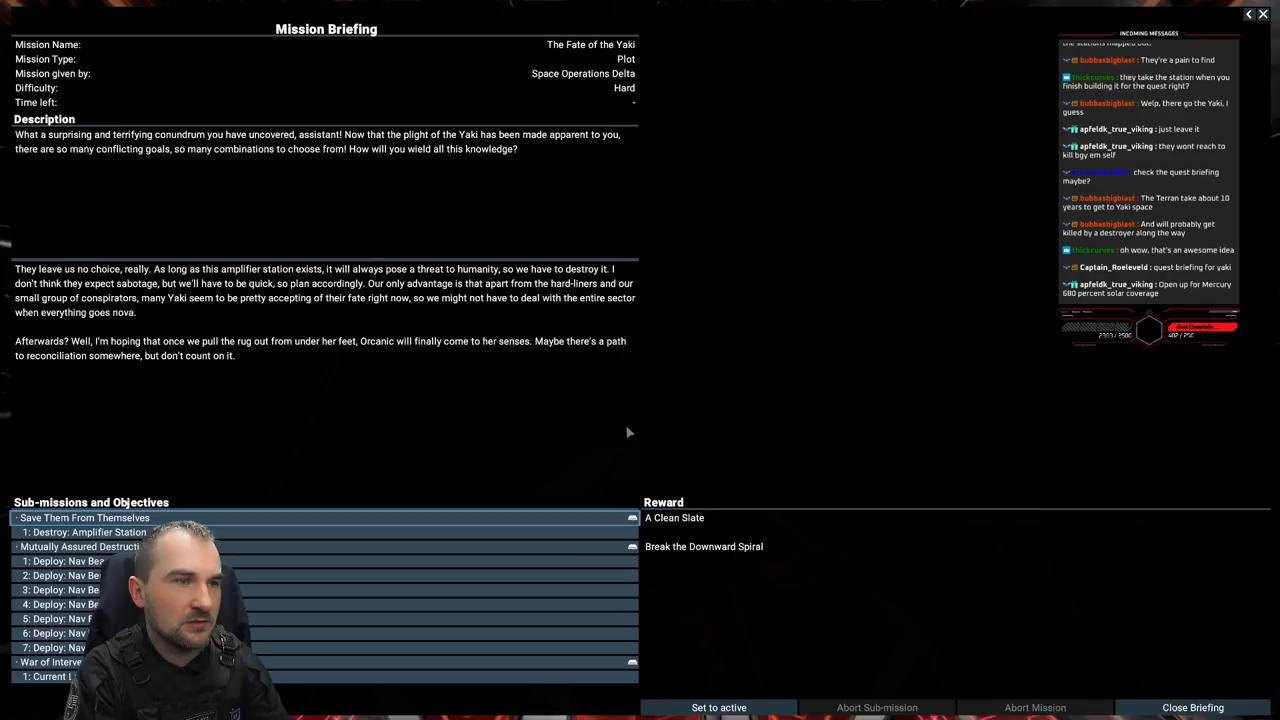 Mission Briefing
Mission Name: The Fate of the Yaki
Mission Type: Plot
Mission given by: Space Operations Delta
Difficulty: Hard
Time left: -
Description
What a surprising and terrifying conundrum you have uncovered, assistant! Now that the plight of the Yaki has been made apparent to you,
there are so many conflicting goals, so many combinations to choose from! How will you wield all this knowledge?
They leave us no choice, really. As long as this amplifier station exists, it will always pose a threat to humanity, so we have to destroy it. I
don't think they expect sabotage, but we'll have to be quick, so plan accordingly. Our only advantage is that apart from the hard-liners and our
small group of conspirators, many Yaki seem to be pretty accepting of their fate right now, so we might not have to deal with the entire sector
when everything goes nova.
Afterwards? Well, I'm hoping that once we pull the rug out from under her feet, Orcanic will finally come to her senses. Maybe there's a path
to reconciliation somewhere, but don't count on it.
Sub-missions and Objectives
· Save Them From Themselves
1: Destroy: Amplifier Station
· Mutually Assured Destructi
1: Deploy: Nav Bea
2: Deploy: Nav Be
3: Deploy: Nav Be
4: Deploy: Nav
5: Deploy: Nav
6: Deploy: Nav
7: Deploy: Nav
· War of Interve
1: Current
Reward
A Clean Slate
Break the Downward Spiral
Set to active
Abort Sub-mission
Abort Mission
Close Briefing
INCOMING MESSAGES
the stations mapped out.
bubbasbigblast : They're a pain to find
thickcurves : they take the station when you
finish building it for the quest right?
bubbasbigblast : Welp, there go the Yaki, I
guess
apfeldk_true_viking : just leave it
apfeldk_true_viking : they wont reach to
kill bgy em self
: check the quest briefing
maybe?
bubbasbigblast : The Terran take about 10
years to get to Yaki space
bubbasbigblast : And will probably get
killed by a destroyer along the way
thickcurves : oh wow, that's an awesome idea
Captain_Roeleveld : quest briefing for yaki
apfeldk_true_viking : Open up for Mercury
680 percent solar coverage
2383 / 2500
402 / 250